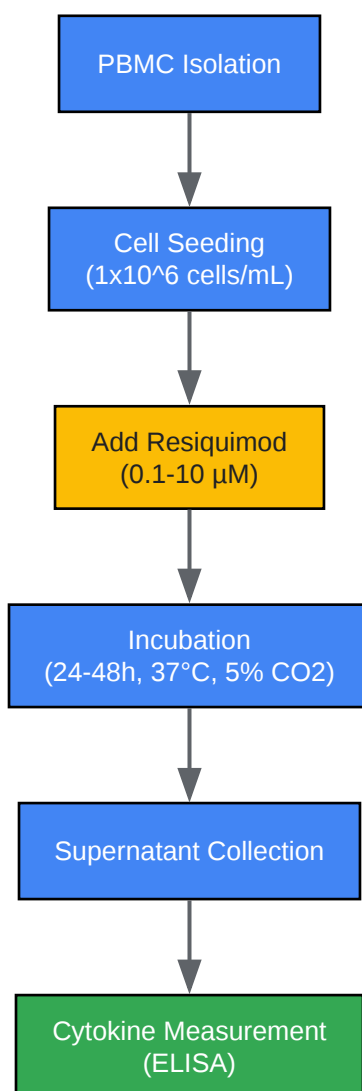 PBMC Isolation
Cell Seeding
(1x10^6 cells/mL)
Add Resiquimod
(0.1-10 µM)
Incubation
(24-48h, 37°C, 5% CO2)
Supernatant Collection
Cytokine Measurement
(ELISA)